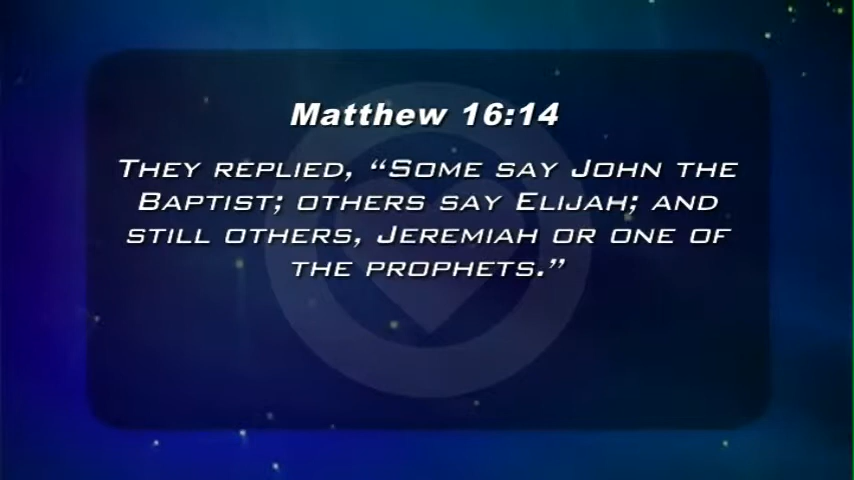 Matthew 16:14
They replied, “Some say John the
Baptist; others say Elijah; and
still others, Jeremiah or one of
the prophets.”